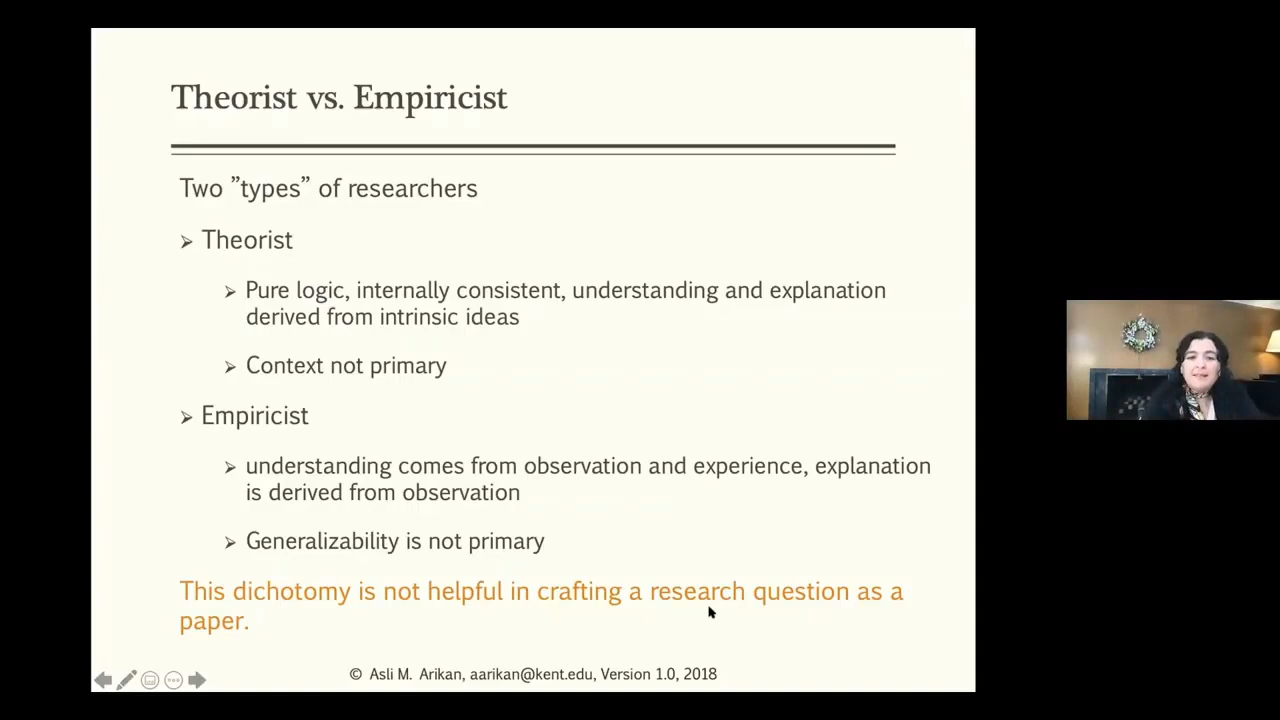 Theorist vs. Empiricist
Two ”types” of researchers
➢ Theorist
➢ Pure logic, internally consistent, understanding and explanation
derived from intrinsic ideas
➢ Context not primary
➢ Empiricist
➢ understanding comes from observation and experience, explanation
is derived from observation
➢ Generalizability is not primary
This dichotomy is not helpful in crafting a research question as a
paper.
© Asli M. Arikan, aarikan@kent.edu, Version 1.0, 2018